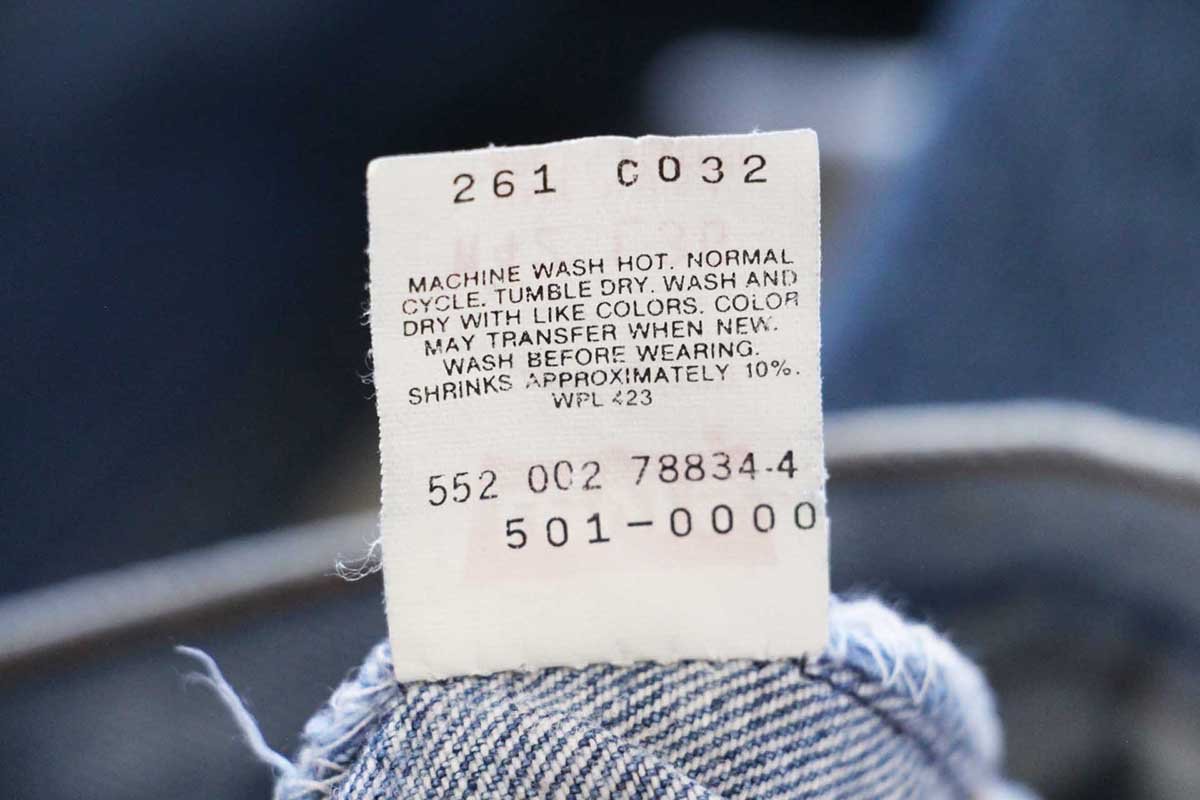 261 C032
MACHINE WASH HOT. NORMAL
CYCLE. TUMBLE DRY. WASH AND
DRY WITH LIKE COLORS. COLOR
MAY TRANSFER WHEN NEW.
WASH BEFORE WEARING.
SHRINKS APPROXIMATELY 10%.
WPL 423
552 002 78834-4
501-0000